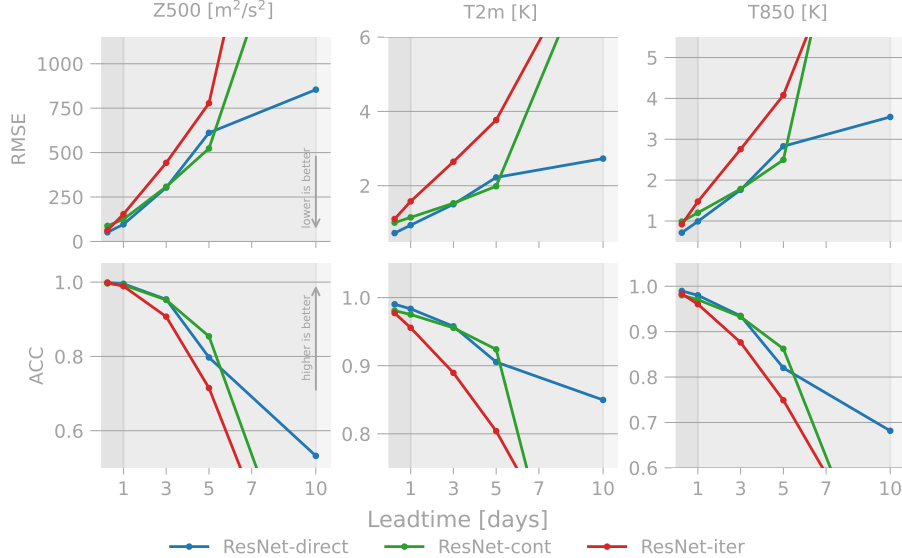 Z500 [m²/s²]
T2m [K]
T850 [K]
RMSE
1000
750
500
250
0
lower is better
6
4
2
5
4
3
2
1
ACC
1.0
0.8
0.6
higher is better
1.0
0.9
0.8
1.0
0.9
0.8
0.7
0.6
1 3 5 7 10
1 3 5 7 10
1 3 5 7 10
Leadtime [days]
ResNet-direct ResNet-cont ResNet-iter